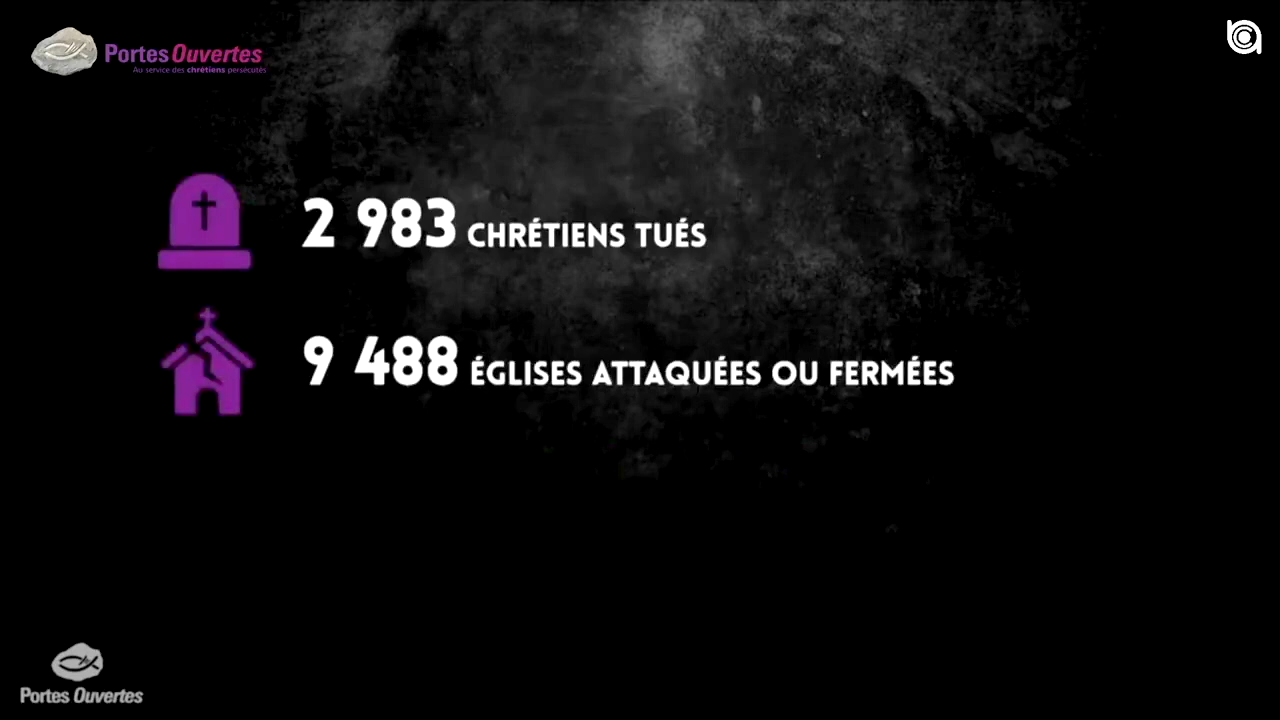 Portes Ouvertes
Au service des chrétiens persécutés
2 983 CHRÉTIENS TUÉS
9 488 ÉGLISES ATTAQUÉES OU FERMÉES
Portes Ouvertes